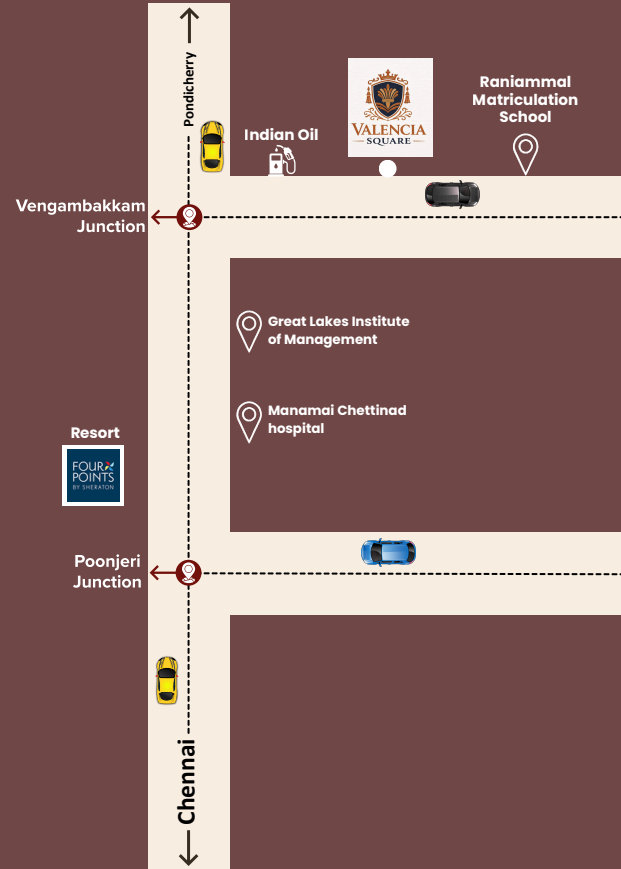 Pondicherry
Indian Oil
VALENCIA
SQUARE
Raniammal
Matriculation
School
Vengambakkam
Junction
Great Lakes Institute
of Management
Manamai Chettinad
hospital
Resort
FOUR
POINTS
BY SHERATON
Poonjeri
Junction
Chennai